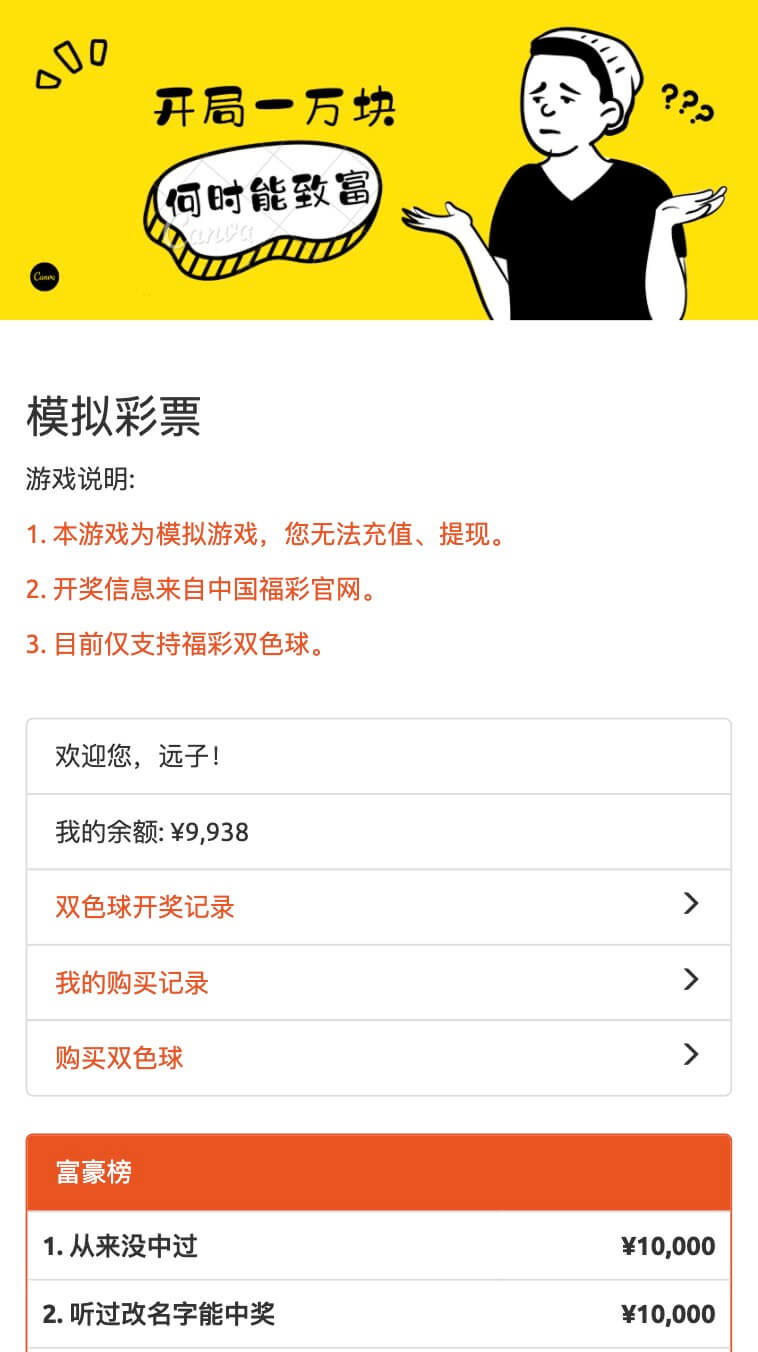 开局一万块
???
何时能致富
Canva
Canva
模拟彩票
游戏说明:
1. 本游戏为模拟游戏，您无法充值、提现。
2. 开奖信息来自中国福彩官网。
3. 目前仅支持福彩双色球。
欢迎您，远子！
我的余额: ¥9,938
双色球开奖记录
我的购买记录
购买双色球
富豪榜
1. 从来没中过 ¥10,000
2. 听过改名字能中奖 ¥10,000